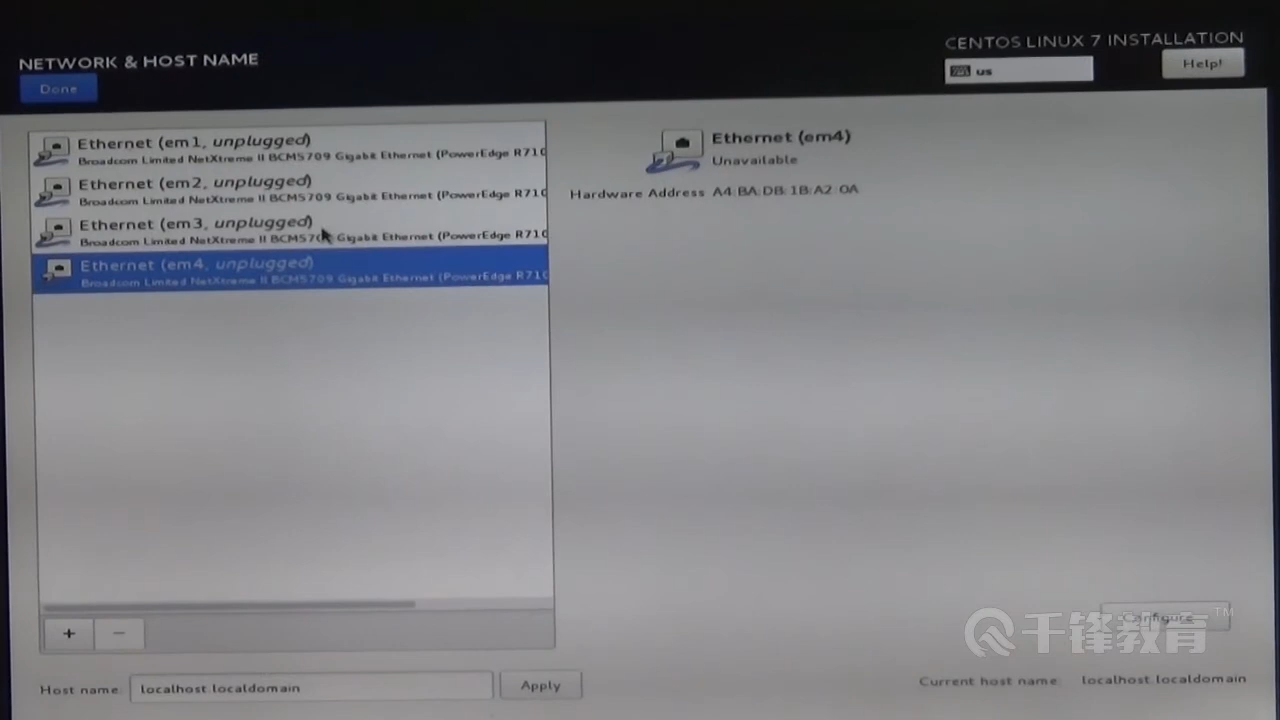 NETWORK & HOST NAME
Done
CENTOS LINUX 7 INSTALLATION
us
Help!
Ethernet (em1, unplugged)
Broadcom Limited NetXtreme II BCM5709 Gigabit Ethernet (PowerEdge R710
Ethernet (em2, unplugged)
Broadcom Limited NetXtreme II BCM5709 Gigabit Ethernet (PowerEdge R710
Ethernet (em3, unplugged)
Broadcom Limited NetXtreme II BCM5709 Gigabit Ethernet (PowerEdge R710
Ethernet (em4, unplugged)
Broadcom Limited NetXtreme II BCM5709 Gigabit Ethernet (PowerEdge R710
Ethernet (em4)
Unavailable
Hardware Address A4:BA:DB:1B:A2:0A
+ −
Configure
千锋教育™
Host name: localhost.localdomain
Apply
Current host name: localhost.localdomain